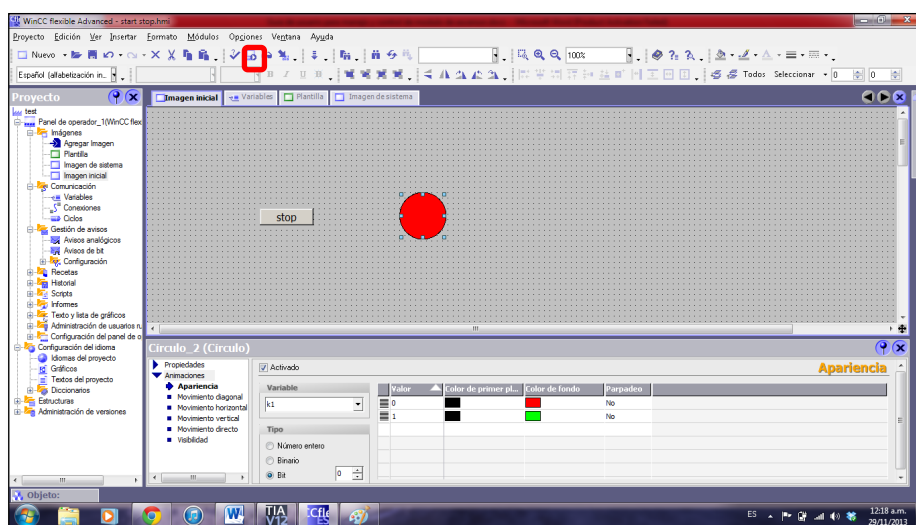 WinCC flexible Advanced - start stop.hmi
Proyecto Edición Ver Insertar Formato Módulos Opciones Ventana Ayuda
Nuevo 100%
Español (alfabetización in.. Todos Seleccionar 0 0
Proyecto
Imagen inicial Variables Plantilla Imagen de sistema
test
Panel de operador_1(WinCC flex
Imágenes
Agregar Imagen
Plantilla
Imagen de sistema
Imagen inicial
Comunicación
Variables
Conexiones
Ciclos
Gestión de avisos
Avisos analógicos
Avisos de bit
Configuración
Recetas
Historial
Scripts
Informes
Texto y lista de gráficos
Administración de usuarios ru
Configuración del panel de o
Configuración del idioma
Idiomas del proyecto
Gráficos
Textos del proyecto
Diccionarios
Estructuras
Administración de versiones
stop
Círculo_2 (Círculo)
Propiedades
Animaciones
Apariencia
Movimiento diagonal
Movimiento horizontal
Movimiento vertical
Movimiento directo
Visibilidad
Activado
Apariencia
Variable
k1
Tipo
Número entero
Binario
Bit 0
Valor Color de primer pl... Color de fondo Parpadeo
0 No
1 No
Objeto:
TIA V12
ES
12:18 a.m.
29/11/2013